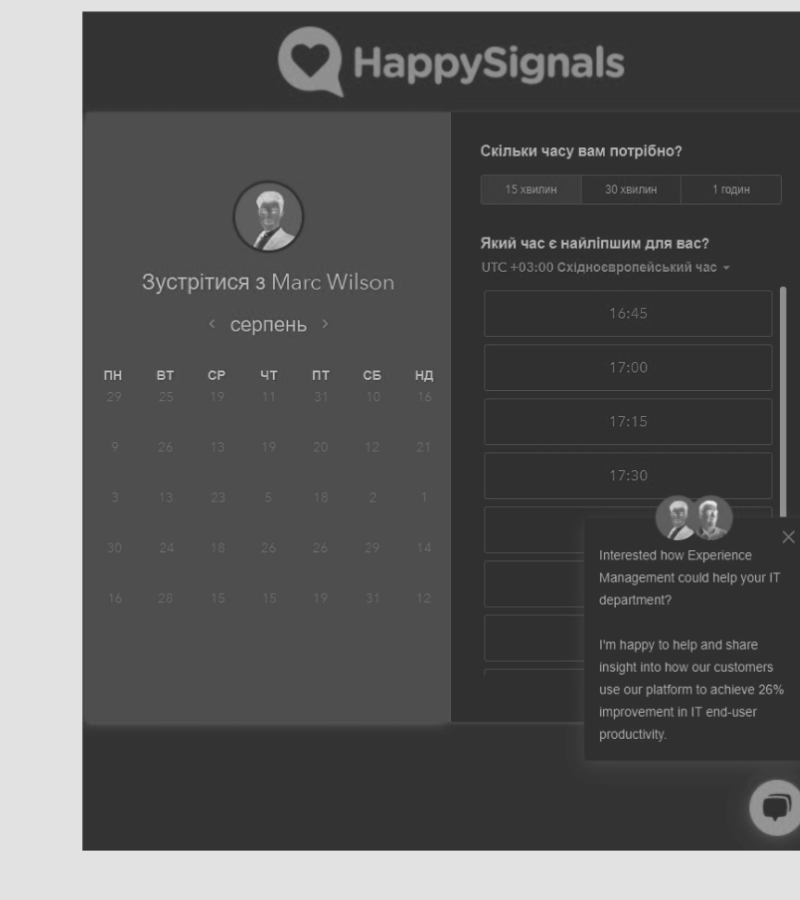 HappySignals
Зустрітися з Marc Wilson
серпень
ПН ВТ СР ЧТ ПТ СБ НД
29 25 19 11 31 10 16
9 26 13 19 20 12 21
3 13 23 5 18 2 1
30 24 18 26 26 29 14
16 28 15 15 19 31 12
Скільки часу вам потрібно?
15 хвилин 30 хвилин 1 годин
Який час є найліпшим для вас?
UTC +03:00 Східноєвропейський час
16:45
17:00
17:15
17:30
Interested how Experience
Management could help your IT
department?
I'm happy to help and share
insight into how our customers
use our platform to achieve 26%
improvement in IT end-user
productivity.